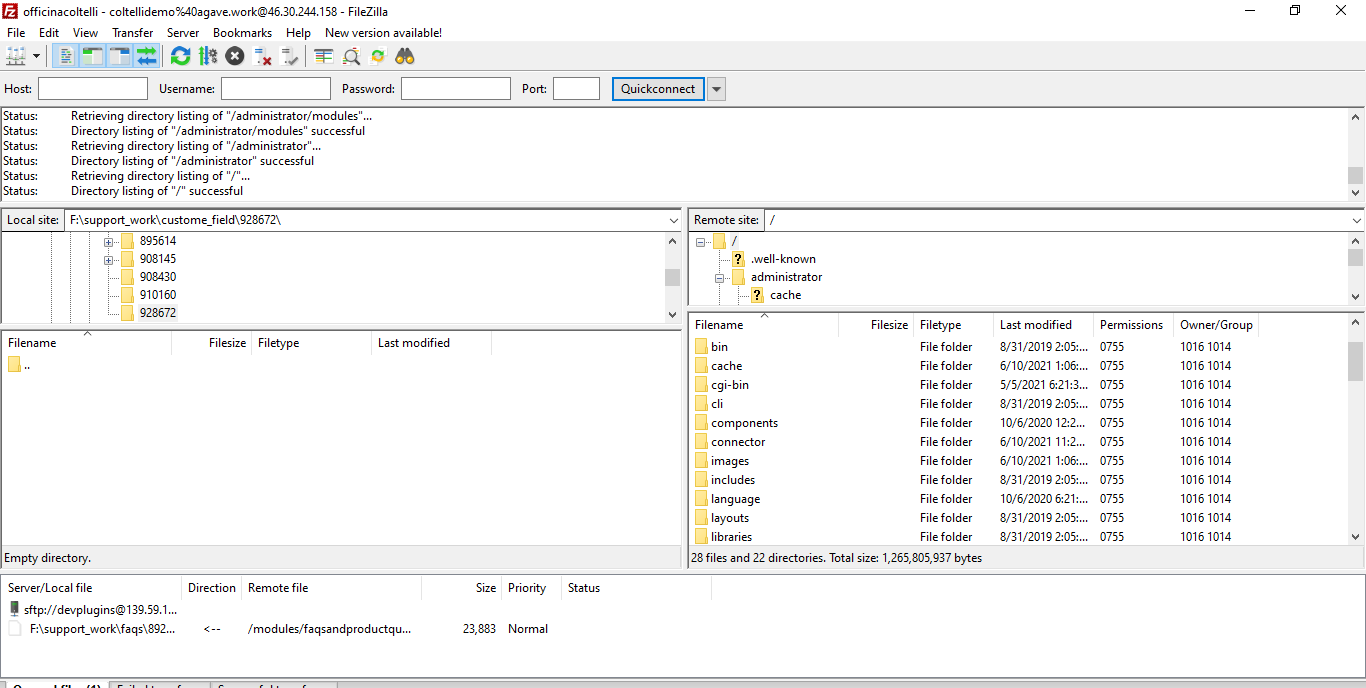 officinacoltelli - coltellidemo%40agave.work@46.30.244.158 - FileZilla
File Edit View Transfer Server Bookmarks Help New version available!
Host: Username: Password: Port: Quickconnect
Status: Retrieving directory listing of "/administrator/modules"...
Status: Directory listing of "/administrator/modules" successful
Status: Retrieving directory listing of "/administrator"...
Status: Directory listing of "/administrator" successful
Status: Retrieving directory listing of "/"...
Status: Directory listing of "/" successful
Local site: F:\support_work\custome_field\928672\
895614
908145
908430
910160
928672
Filename Filesize Filetype Last modified
..
Empty directory.
Remote site: /
/
? .well-known
administrator
? cache
Filename Filesize Filetype Last modified Permissions Owner/Group
bin File folder 8/31/2019 2:05:... 0755 1016 1014
cache File folder 6/10/2021 1:06:... 0755 1016 1014
cgi-bin File folder 5/5/2021 6:21:3... 0755 1016 1014
cli File folder 8/31/2019 2:05:... 0755 1016 1014
components File folder 10/6/2020 12:2... 0755 1016 1014
connector File folder 6/10/2021 11:2... 0755 1016 1014
images File folder 6/10/2021 1:06:... 0755 1016 1014
includes File folder 8/31/2019 2:05:... 0755 1016 1014
language File folder 10/6/2020 6:21:... 0755 1016 1014
layouts File folder 8/31/2019 2:05:... 0755 1016 1014
libraries File folder 8/31/2019 2:05:... 0755 1016 1014
28 files and 22 directories. Total size: 1,265,805,937 bytes
Server/Local file Direction Remote file Size Priority Status
sftp://devplugins@139.59.1...
F:\support_work\faqs\892... <-- /modules/faqsandproductqu... 23,883 Normal